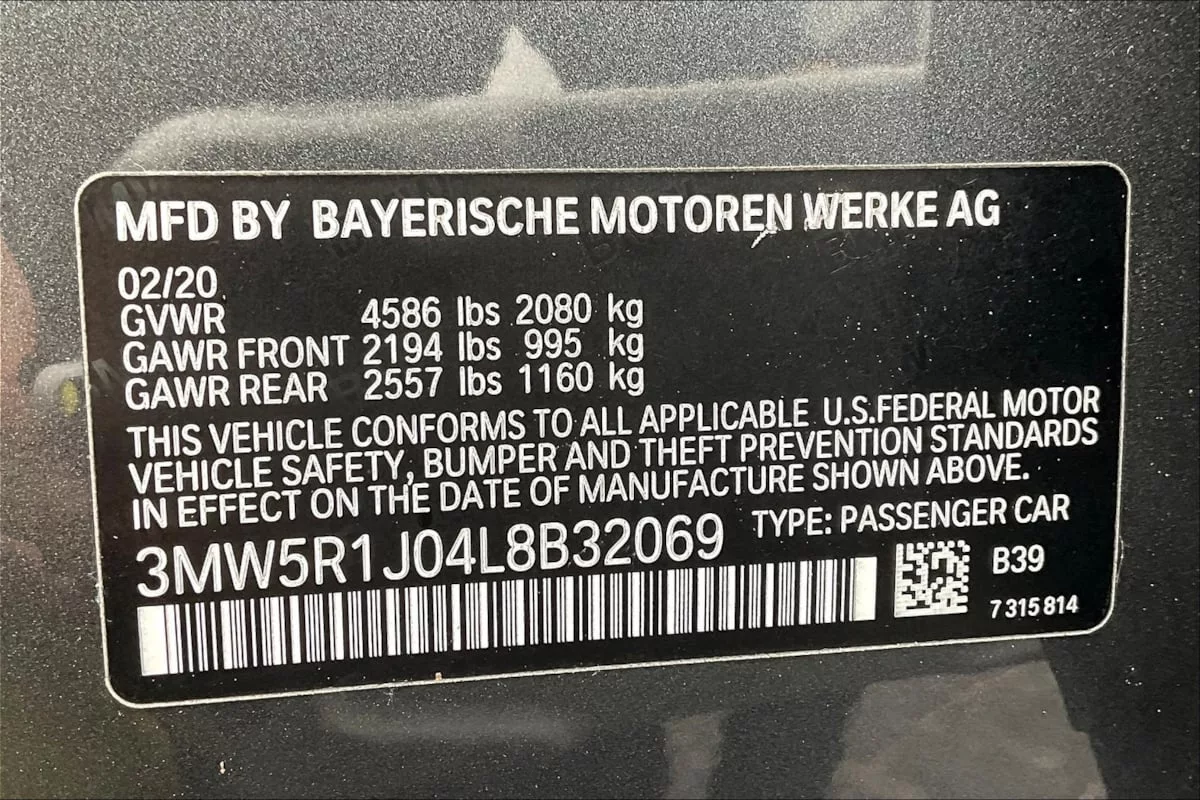 MFD BY BAYERISCHE MOTOREN WERKE AG
02/20
GVWR 4586 lbs 2080 kg
GAWR FRONT 2194 lbs 995 kg
GAWR REAR 2557 lbs 1160 kg
THIS VEHICLE CONFORMS TO ALL APPLICABLE U.S.FEDERAL MOTOR
VEHICLE SAFETY, BUMPER AND THEFT PREVENTION STANDARDS
IN EFFECT ON THE DATE OF MANUFACTURE SHOWN ABOVE.
3MW5R1J04L8B32069 TYPE: PASSENGER CAR
B39
7 315 814